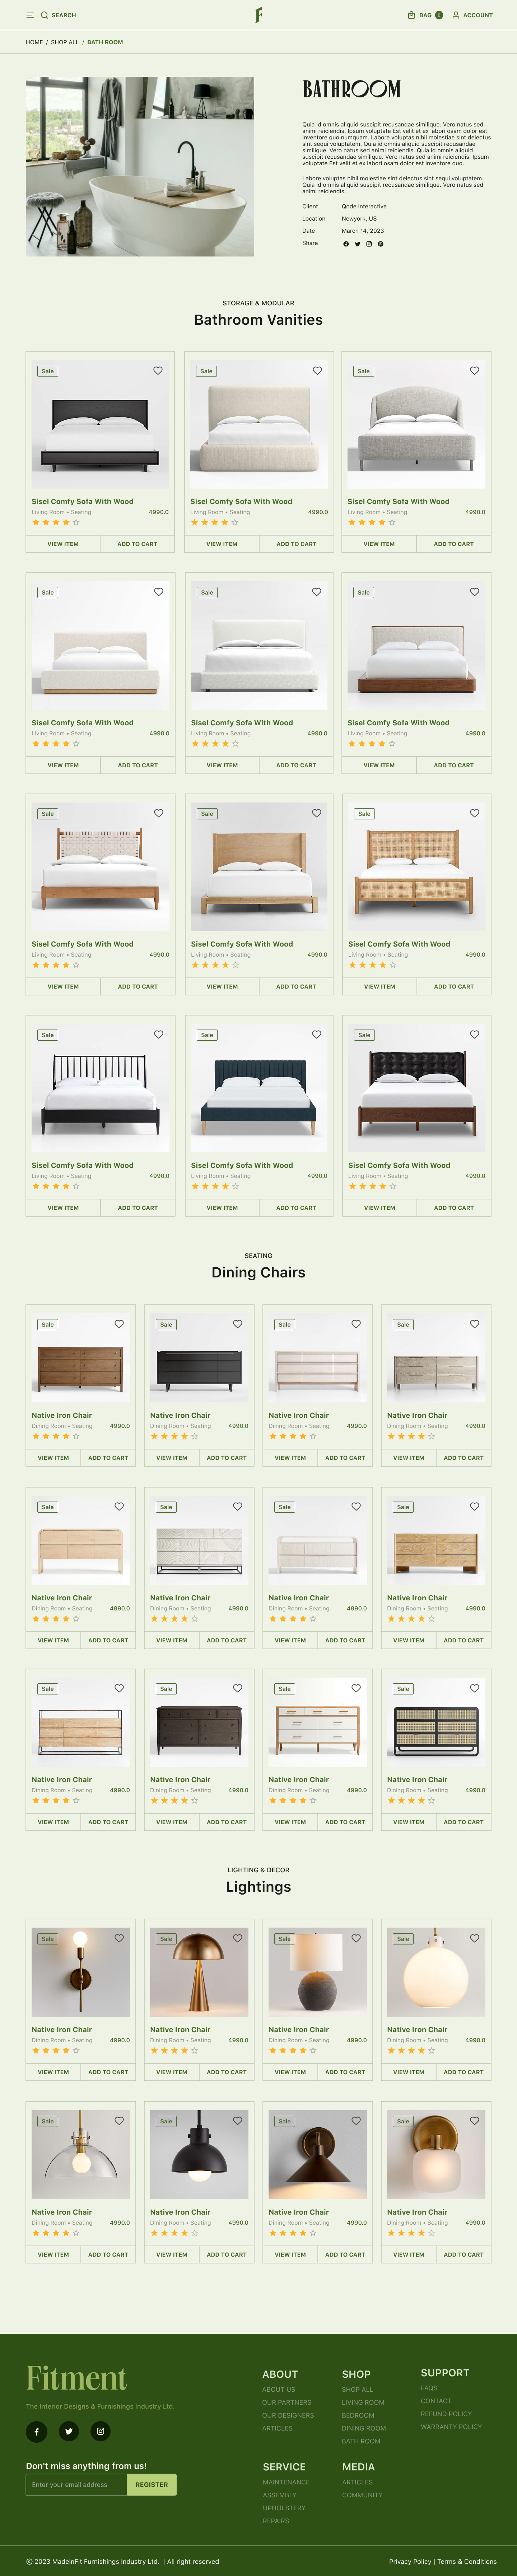 SEARCH
F
BAG
ACCOUNT
HOME / SHOP ALL / BATH ROOM
BATHROOM
Quia id omnis aliquid suscipit recusandae similique. Vero natus sed
animi reiciendis. Ipsum voluptate Est velit et ex labori osam dolor est
inventore quo numquam. Labore voluptas nihil molestiae sint delectus
sint sequi voluptatem. Quia id omnis aliquid suscipit recusandae
similique. Vero natus sed animi reiciendis. Quia id omnis aliquid
suscipit recusandae similique. Vero natus sed animi reiciendis. Ipsum
voluptate Est velit et ex labori osam dolor est inventore quo.
Labore voluptas nihil molestiae sint delectus sint sequi voluptatem.
Quia id omnis aliquid suscipit recusandae similique. Vero natus sed
animi reiciendis.
Client Qode Interactive
Location Newyork, US
Date March 14, 2023
Share
STORAGE & MODULAR
Bathroom Vanities
Sale Sale Sale
Sisel Comfy Sofa With Wood Sisel Comfy Sofa With Wood Sisel Comfy Sofa With Wood
Living Room • Seating 4990.0 Living Room • Seating 4990.0 Living Room • Seating 4990.0
VIEW ITEM ADD TO CART VIEW ITEM ADD TO CART VIEW ITEM ADD TO CART
Sale Sale Sale
Sisel Comfy Sofa With Wood Sisel Comfy Sofa With Wood Sisel Comfy Sofa With Wood
Living Room • Seating 4990.0 Living Room • Seating 4990.0 Living Room • Seating 4990.0
VIEW ITEM ADD TO CART VIEW ITEM ADD TO CART VIEW ITEM ADD TO CART
Sale Sale Sale
Sisel Comfy Sofa With Wood Sisel Comfy Sofa With Wood Sisel Comfy Sofa With Wood
Living Room • Seating 4990.0 Living Room • Seating 4990.0 Living Room • Seating 4990.0
VIEW ITEM ADD TO CART VIEW ITEM ADD TO CART VIEW ITEM ADD TO CART
Sale Sale Sale
Sisel Comfy Sofa With Wood Sisel Comfy Sofa With Wood Sisel Comfy Sofa With Wood
Living Room • Seating 4990.0 Living Room • Seating 4990.0 Living Room • Seating 4990.0
VIEW ITEM ADD TO CART VIEW ITEM ADD TO CART VIEW ITEM ADD TO CART
SEATING
Dining Chairs
Sale Sale Sale Sale
Native Iron Chair Native Iron Chair Native Iron Chair Native Iron Chair
Dining Room • Seating 4990.0 Dining Room • Seating 4990.0 Dining Room • Seating 4990.0 Dining Room • Seating 4990.0
VIEW ITEM ADD TO CART VIEW ITEM ADD TO CART VIEW ITEM ADD TO CART VIEW ITEM ADD TO CART
Sale Sale Sale Sale
Native Iron Chair Native Iron Chair Native Iron Chair Native Iron Chair
Dining Room • Seating 4990.0 Dining Room • Seating 4990.0 Dining Room • Seating 4990.0 Dining Room • Seating 4990.0
VIEW ITEM ADD TO CART VIEW ITEM ADD TO CART VIEW ITEM ADD TO CART VIEW ITEM ADD TO CART
Sale Sale Sale Sale
Native Iron Chair Native Iron Chair Native Iron Chair Native Iron Chair
Dining Room • Seating 4990.0 Dining Room • Seating 4990.0 Dining Room • Seating 4990.0 Dining Room • Seating 4990.0
VIEW ITEM ADD TO CART VIEW ITEM ADD TO CART VIEW ITEM ADD TO CART VIEW ITEM ADD TO CART
LIGHTING & DECOR
Lightings
Sale Sale Sale Sale
Native Iron Chair Native Iron Chair Native Iron Chair Native Iron Chair
Dining Room • Seating 4990.0 Dining Room • Seating 4990.0 Dining Room • Seating 4990.0 Dining Room • Seating 4990.0
VIEW ITEM ADD TO CART VIEW ITEM ADD TO CART VIEW ITEM ADD TO CART VIEW ITEM ADD TO CART
Sale Sale Sale Sale
Native Iron Chair Native Iron Chair Native Iron Chair Native Iron Chair
Dining Room • Seating 4990.0 Dining Room • Seating 4990.0 Dining Room • Seating 4990.0 Dining Room • Seating 4990.0
VIEW ITEM ADD TO CART VIEW ITEM ADD TO CART VIEW ITEM ADD TO CART VIEW ITEM ADD TO CART
Fitment
The Interior Designs & Furnishings Industry Ltd.
Don't miss anything from us!
Enter your email address
REGISTER
ABOUT
ABOUT US
OUR PARTNERS
OUR DESIGNERS
ARTICLES
SHOP
SHOP ALL
LIVING ROOM
BEDROOM
DINING ROOM
BATH ROOM
SUPPORT
FAQS
CONTACT
REFUND POLICY
WARRANTY POLICY
SERVICE
MAINTENANCE
ASSEMBLY
UPHOLSTERY
REPAIRS
MEDIA
ARTICLES
COMMUNITY
© 2023 MadeinFit Furnishings Industry Ltd. | All right reserved
Privacy Policy | Terms & Conditions